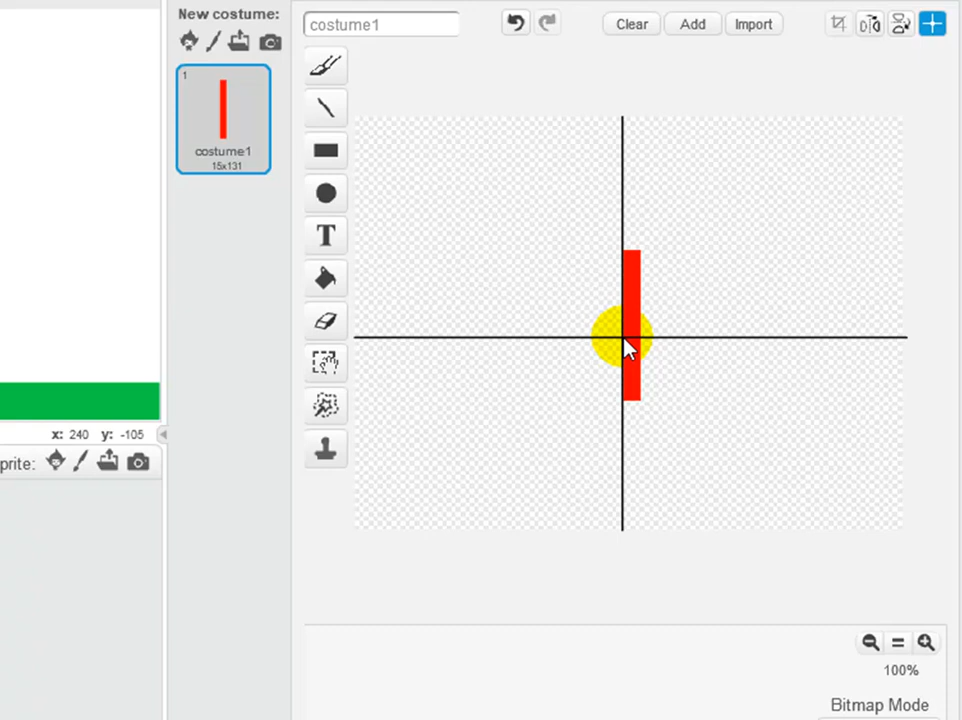 New costume:
costume1
Clear
Add
Import
1
costume1
15x131
T
x: 240 y: -105
prite:
100%
Bitmap Mode